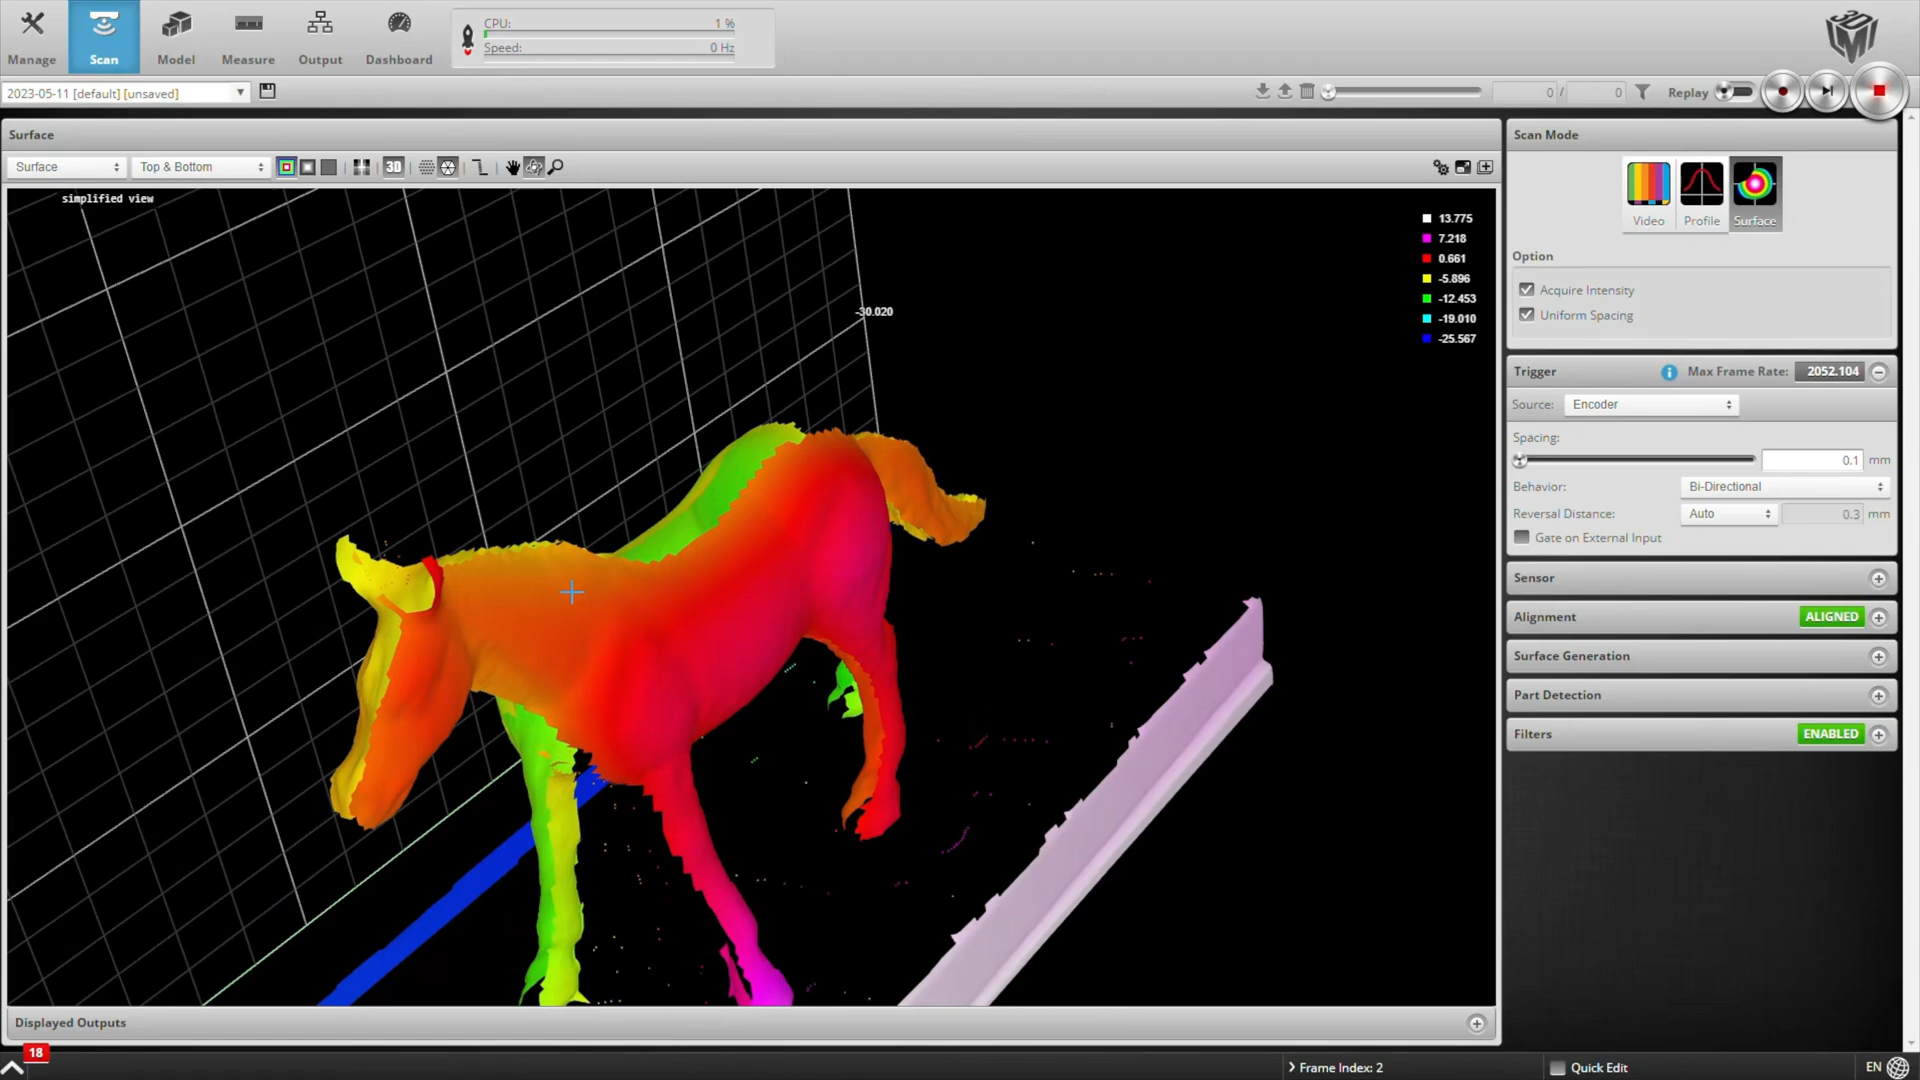 Manage
Scan
Model
Measure
Output
Dashboard
CPU: 1 %
Speed: 0 Hz
2023-05-11 [default] [unsaved]
0 / 0
Replay
Surface
Surface
Top & Bottom
3D
simplified view
-30.020
13.775
7.218
0.661
-5.896
-12.453
-19.010
-25.567
Displayed Outputs
Scan Mode
Video
Profile
Surface
Option
Acquire Intensity
Uniform Spacing
Trigger
Max Frame Rate: 2052.104
Source: Encoder
Spacing:
0.1 mm
Behavior: Bi-Directional
Reversal Distance: Auto 0.3 mm
Gate on External Input
Sensor
Alignment ALIGNED
Surface Generation
Part Detection
Filters ENABLED
18
Frame Index: 2
Quick Edit
EN